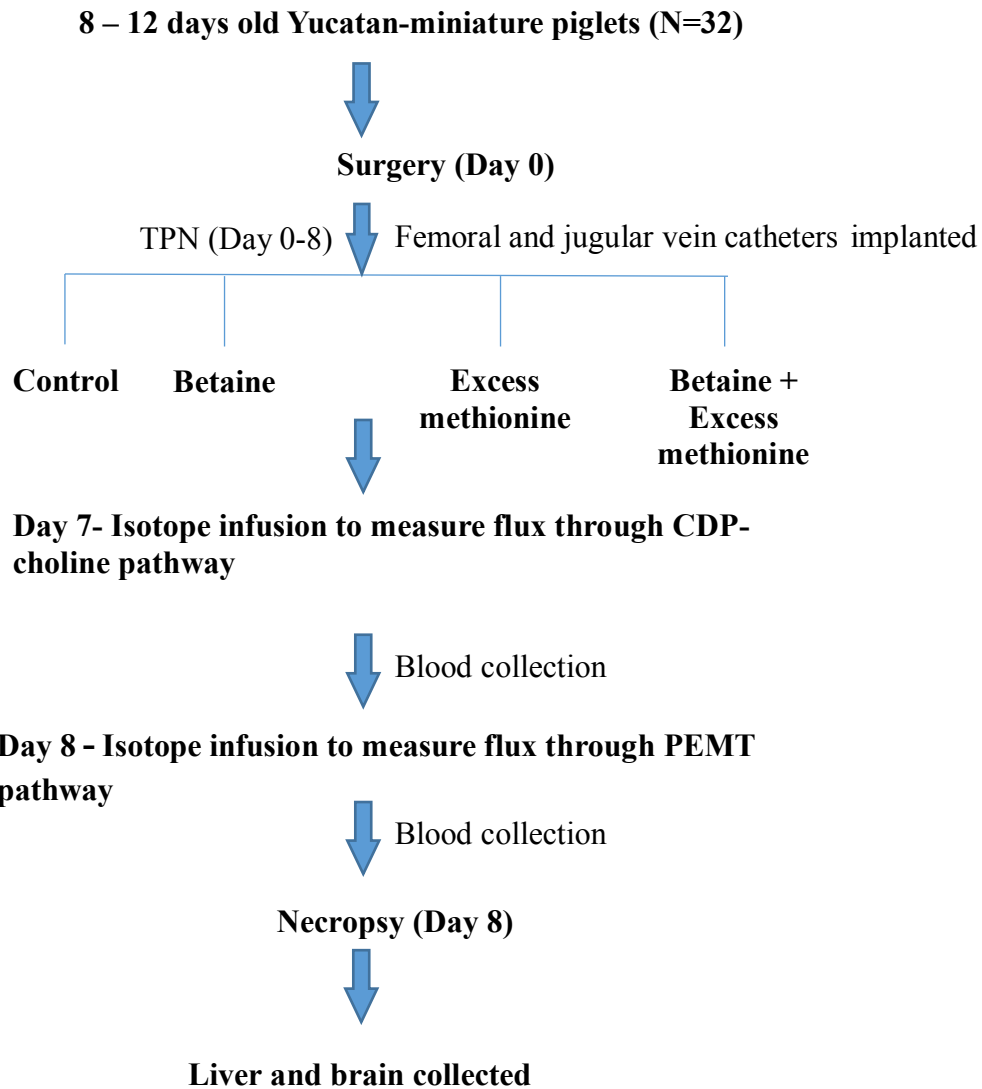 8 – 12 days old Yucatan-miniature piglets (N=32)
Surgery (Day 0)
TPN (Day 0-8)
Femoral and jugular vein catheters implanted
Control
Betaine
Excess
methionine
Betaine +
Excess
methionine
Day 7- Isotope infusion to measure flux through CDP-
choline pathway
Blood collection
Day 8 - Isotope infusion to measure flux through PEMT
pathway
Blood collection
Necropsy (Day 8)
Liver and brain collected